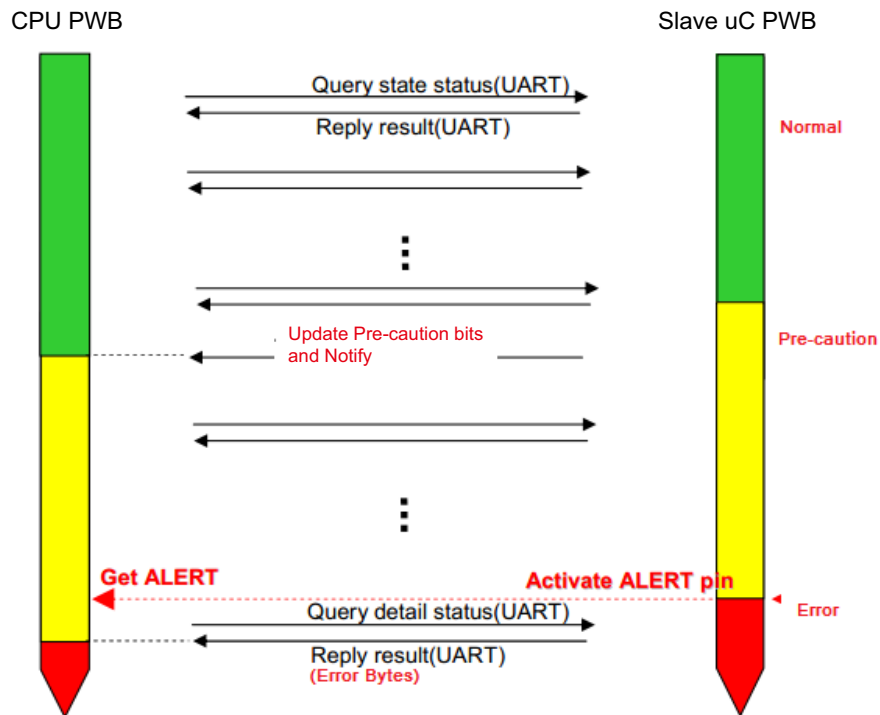 CPU PWB
Slave uC PWB
Query state status(UART)
Reply result(UART)
Normal
Update Pre-caution bits
and Notify
Pre-caution
Get ALERT
Activate ALERT pin
Error
Query detail status(UART)
Reply result(UART)
(Error Bytes)